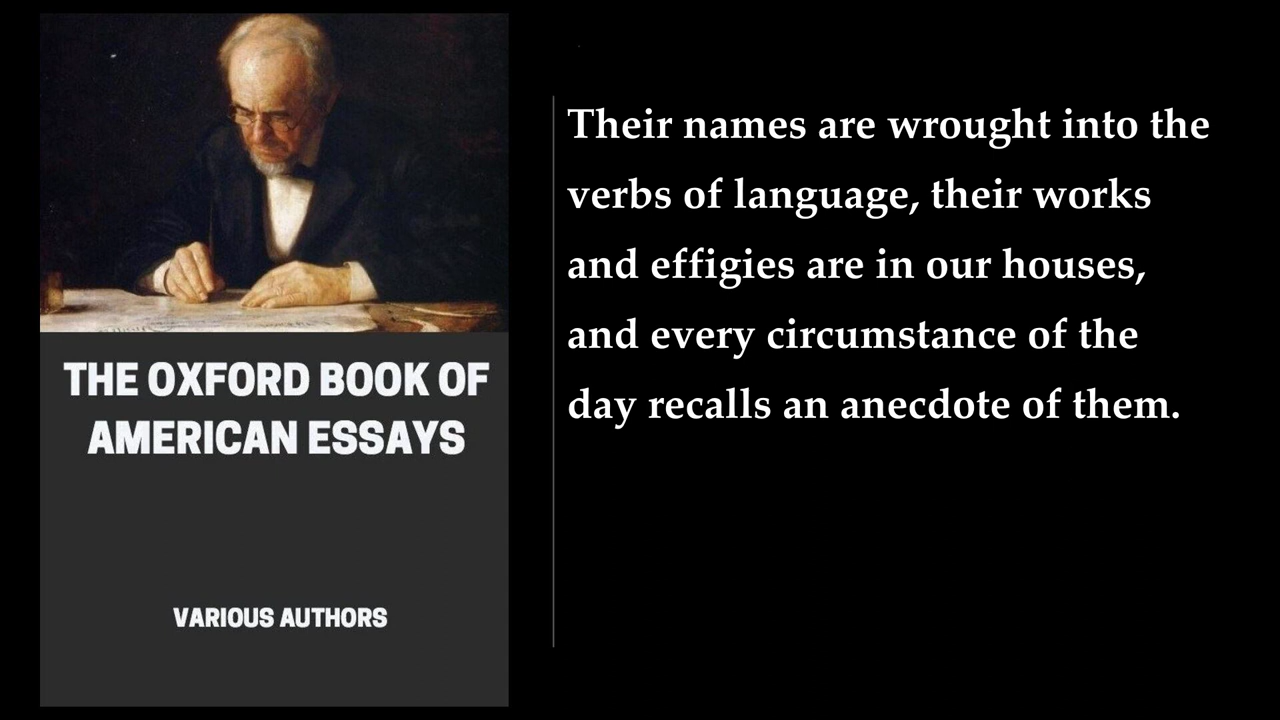 THE OXFORD BOOK OF
AMERICAN ESSAYS
VARIOUS AUTHORS
Their names are wrought into the
verbs of language, their works
and effigies are in our houses,
and every circumstance of the
day recalls an anecdote of them.